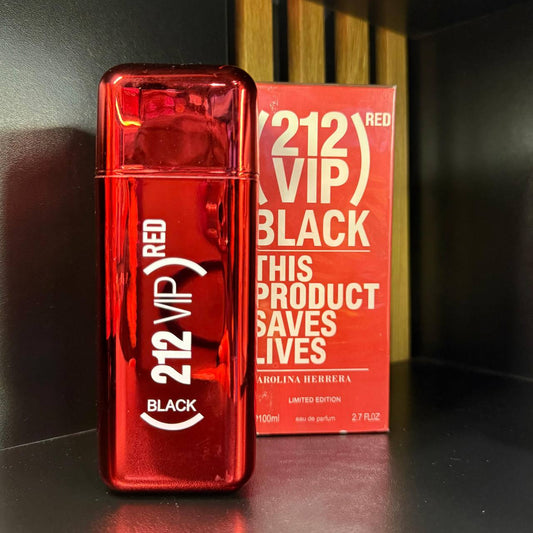 (BLACK
212 VIP)RED
(212 VIP)RED
BLACK
THIS
PRODUCT
SAVES
LIVES
AROLINA HERRERA
LIMITED EDITION
100ml eau de parfum 2.7 FL.OZ